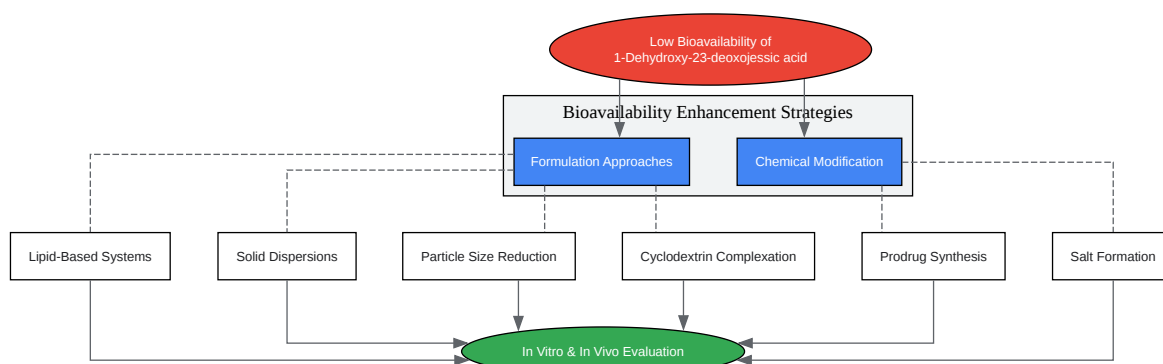 Low Bioavailability of
1-Dehydroxy-23-deoxojessic acid
Bioavailability Enhancement Strategies
Formulation Approaches
Chemical Modification
Lipid-Based Systems
Solid Dispersions
Particle Size Reduction
Cyclodextrin Complexation
Prodrug Synthesis
Salt Formation
In Vitro & In Vivo Evaluation